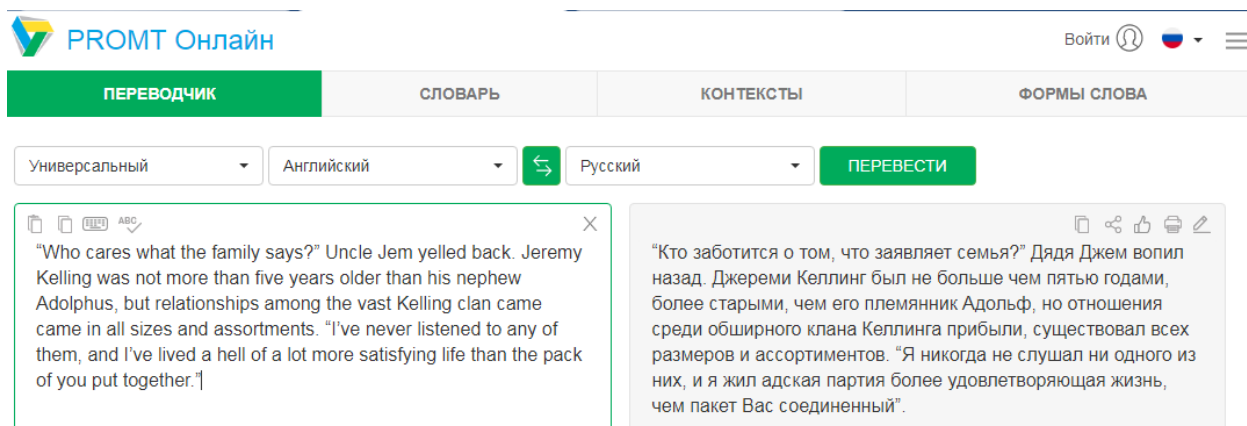 PROMT Онлайн
Войти
ПЕРЕВОДЧИК
СЛОВАРЬ
КОНТЕКСТЫ
ФОРМЫ СЛОВА
Универсальный
Английский
Русский
ПЕРЕВЕСТИ
ABC
“Who cares what the family says?” Uncle Jem yelled back. Jeremy
Kelling was not more than five years older than his nephew
Adolphus, but relationships among the vast Kelling clan came
came in all sizes and assortments. “I’ve never listened to any of
them, and I’ve lived a hell of a lot more satisfying life than the pack
of you put together.”
“Кто заботится о том, что заявляет семья?” Дядя Джем вопил
назад. Джереми Келлинг был не больше чем пятью годами,
более старыми, чем его племянник Адольф, но отношения
среди обширного клана Келлинга прибыли, существовал всех
размеров и ассортиментов. “Я никогда не слушал ни одного из
них, и я жил адская партия более удовлетворяющая жизнь,
чем пакет Вас соединенный”.